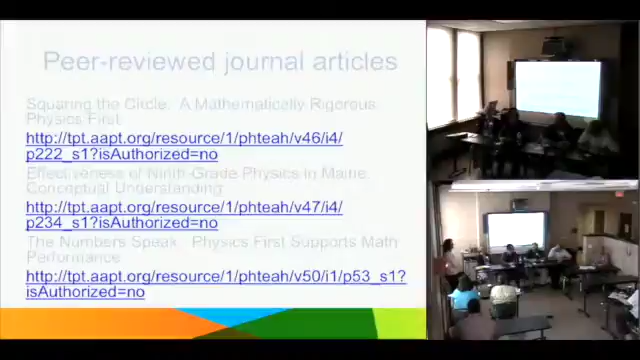 Peer-reviewed journal articles
Squaring the Circle: A Mathematically Rigorous
Physics First
http://tpt.aapt.org/resource/1/phteah/v46/i4/
p222_s1?isAuthorized=no
Effectiveness of Ninth-Grade Physics in Maine:
Conceptual Understanding
http://tpt.aapt.org/resource/1/phteah/v47/i4/
p234_s1?isAuthorized=no
The Numbers Speak: Physics First Supports Math
Performance
http://tpt.aapt.org/resource/1/phteah/v50/i1/p53_s1?
isAuthorized=no